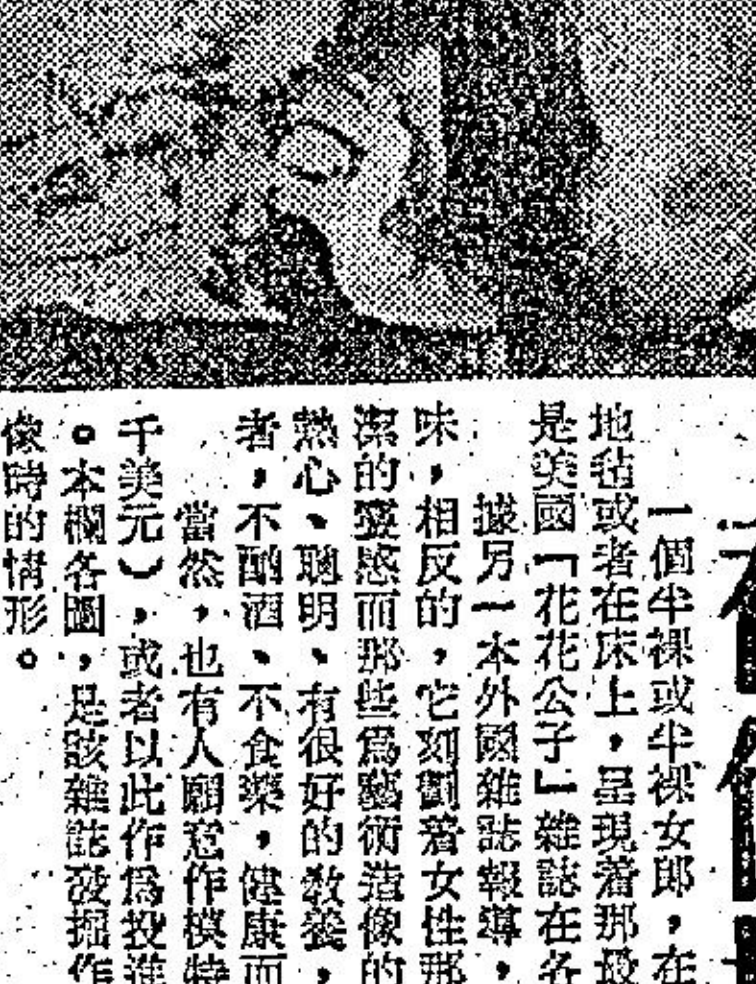 一個半裸或半裸女郎，在
地毡或者在床上，呈現着那最
是美國「花花公子」雜誌在各
據另一本外國雜誌報導，
味，相反的，它刻劃着女性那
潔的靈感而那些爲藝術造像的
熱心、聰明、有很好的教養，
者，不酗酒、不食藥，健康而
當然，也有人願意作模特
千美元），或者以此作爲投進
。本欄各圖，是該雜誌發掘作
像時的情形。